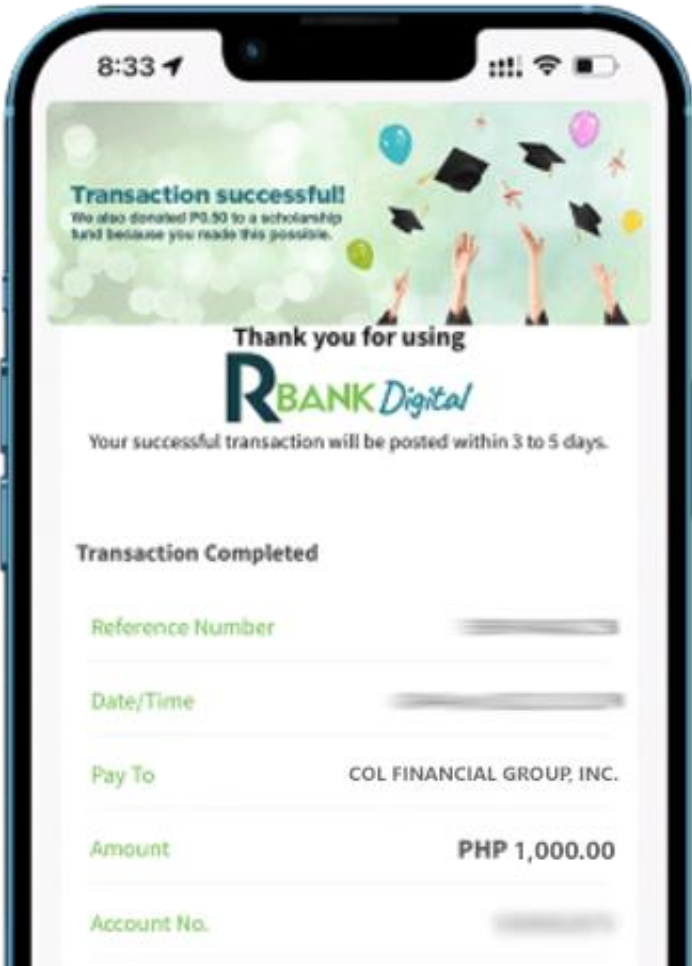 8:33
Transaction successful!
We also donated P0.50 to a scholarship
fund because you made this possible.
Thank you for using
RBANK Digital
Your successful transaction will be posted within 3 to 5 days.
Transaction Completed
Reference Number
Date/Time
Pay To COL FINANCIAL GROUP, INC.
Amount PHP 1,000.00
Account No.